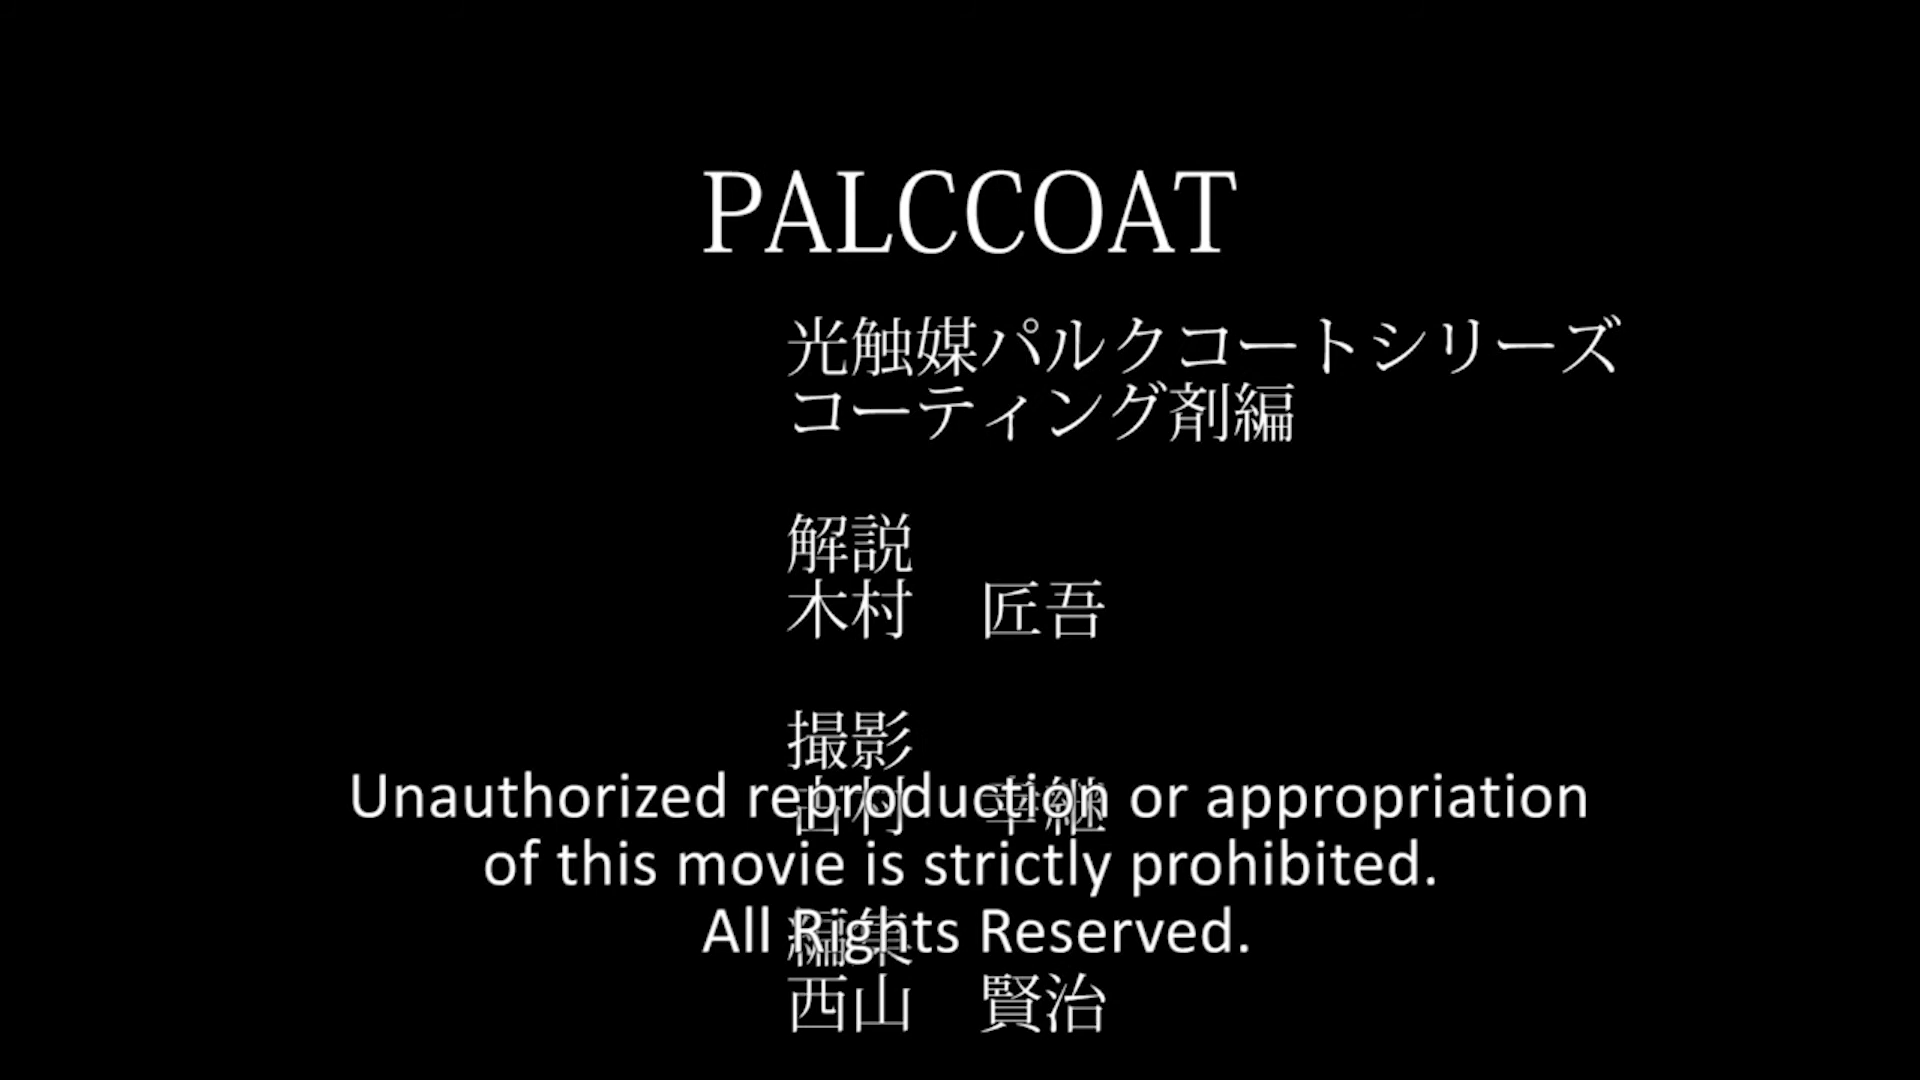 PALCCOAT
光触媒パルクコートシリーズ
コーティング剤編
解説
木村　匠吾
撮影
Unauthorized reproduction or appropriation
of this movie is strictly prohibited.
編集
All Rights Reserved.
西山　賢治